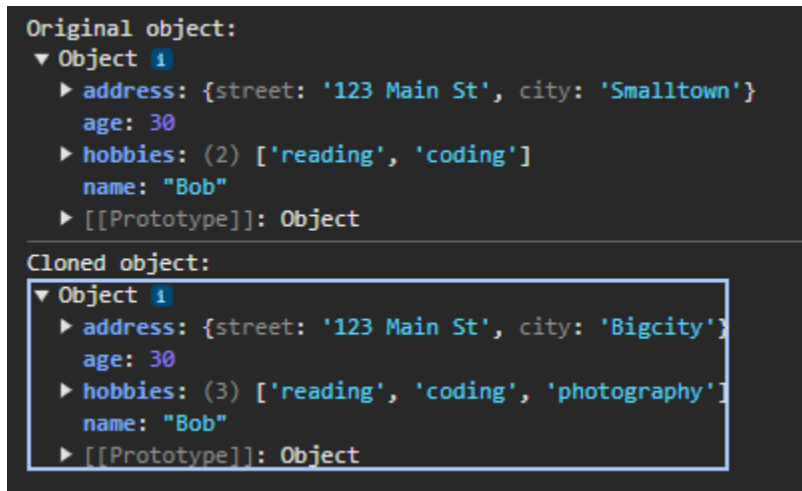 Original object:
▼ Object i
▶ address: {street: '123 Main St', city: 'Smalltown'}
age: 30
▶ hobbies: (2) ['reading', 'coding']
name: "Bob"
▶ [[Prototype]]: Object
Cloned object:
▼ Object i
▶ address: {street: '123 Main St', city: 'Bigcity'}
age: 30
▶ hobbies: (3) ['reading', 'coding', 'photography']
name: "Bob"
▶ [[Prototype]]: Object